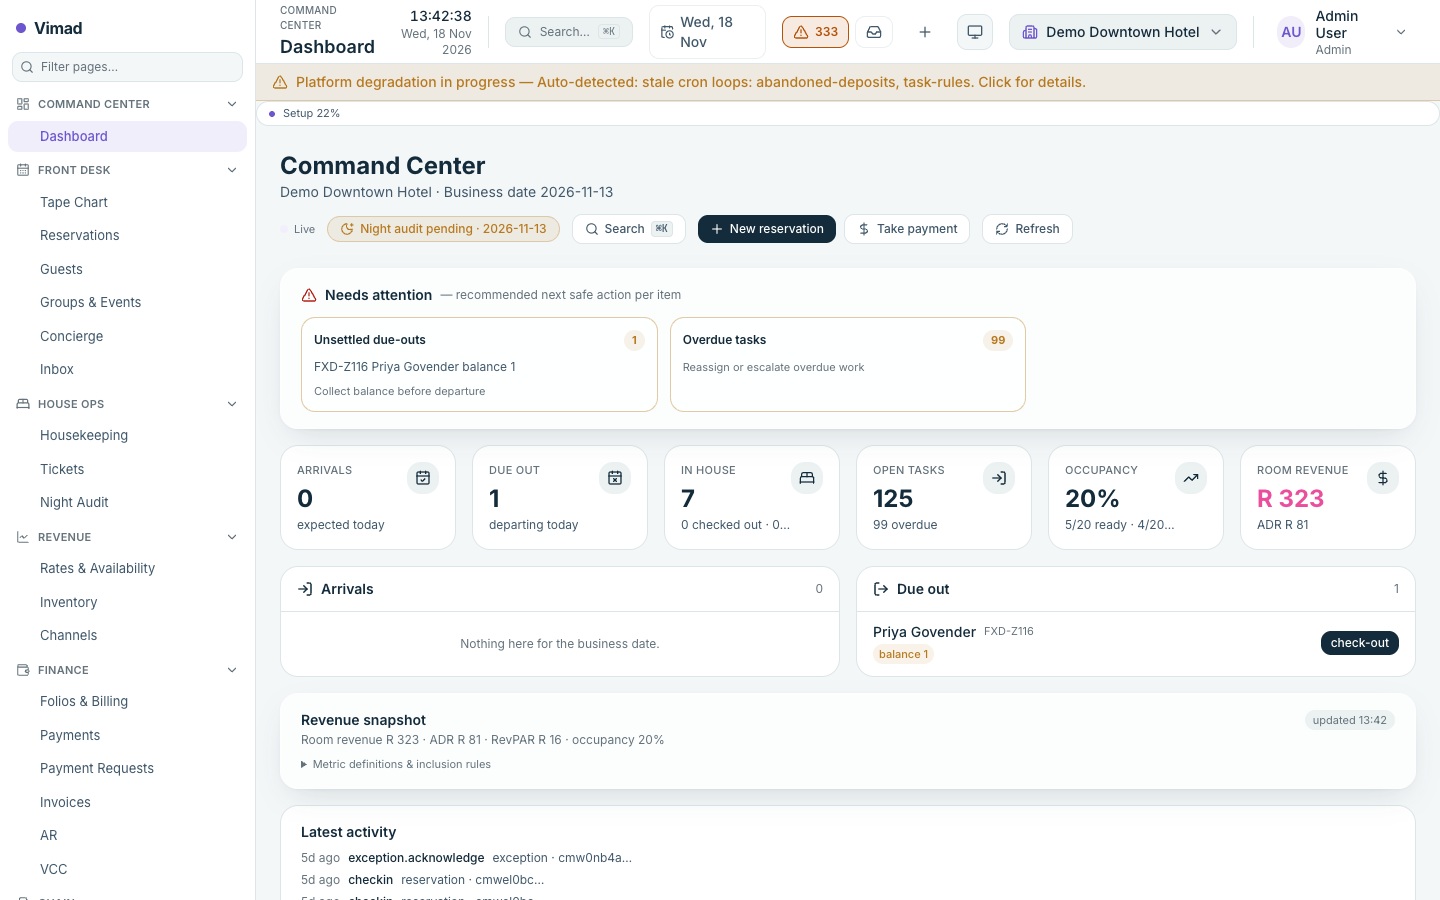 Vimad
Filter pages...
COMMAND CENTER
Dashboard
FRONT DESK
Tape Chart
Reservations
Guests
Groups & Events
Concierge
Inbox
HOUSE OPS
Housekeeping
Tickets
Night Audit
REVENUE
Rates & Availability
Inventory
Channels
FINANCE
Folios & Billing
Payments
Payment Requests
Invoices
AR
VCC
COMMAND
CENTER
Dashboard
13:42:38
Wed, 18 Nov
2026
Search... ⌘K
Wed, 18
Nov
333
Demo Downtown Hotel
AU
Admin
User
Admin
Platform degradation in progress — Auto-detected: stale cron loops: abandoned-deposits, task-rules. Click for details.
Setup 22%
Command Center
Demo Downtown Hotel · Business date 2026-11-13
Live
Night audit pending · 2026-11-13
Search ⌘K
New reservation
Take payment
Refresh
Needs attention — recommended next safe action per item
Unsettled due-outs 1
FXD-Z116 Priya Govender balance 1
Collect balance before departure
Overdue tasks 99
Reassign or escalate overdue work
ARRIVALS
0
expected today
DUE OUT
1
departing today
IN HOUSE
7
0 checked out · 0...
OPEN TASKS
125
99 overdue
OCCUPANCY
20%
5/20 ready · 4/20...
ROOM REVENUE
R 323
ADR R 81
Arrivals 0
Nothing here for the business date.
Due out 1
Priya Govender FXD-Z116
balance 1
check-out
Revenue snapshot
updated 13:42
Room revenue R 323 · ADR R 81 · RevPAR R 16 · occupancy 20%
Metric definitions & inclusion rules
Latest activity
5d ago exception.acknowledge exception · cmw0nb4a...
5d ago checkin reservation · cmwel0bc...